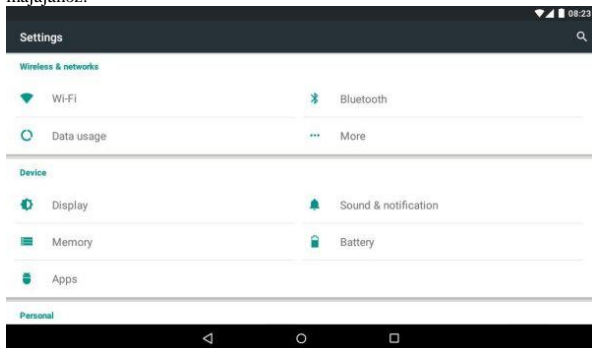 08:23
Settings
Wireless & networks
Wi-Fi
Bluetooth
Data usage
More
Device
Display
Sound & notification
Memory
Battery
Apps
Personal